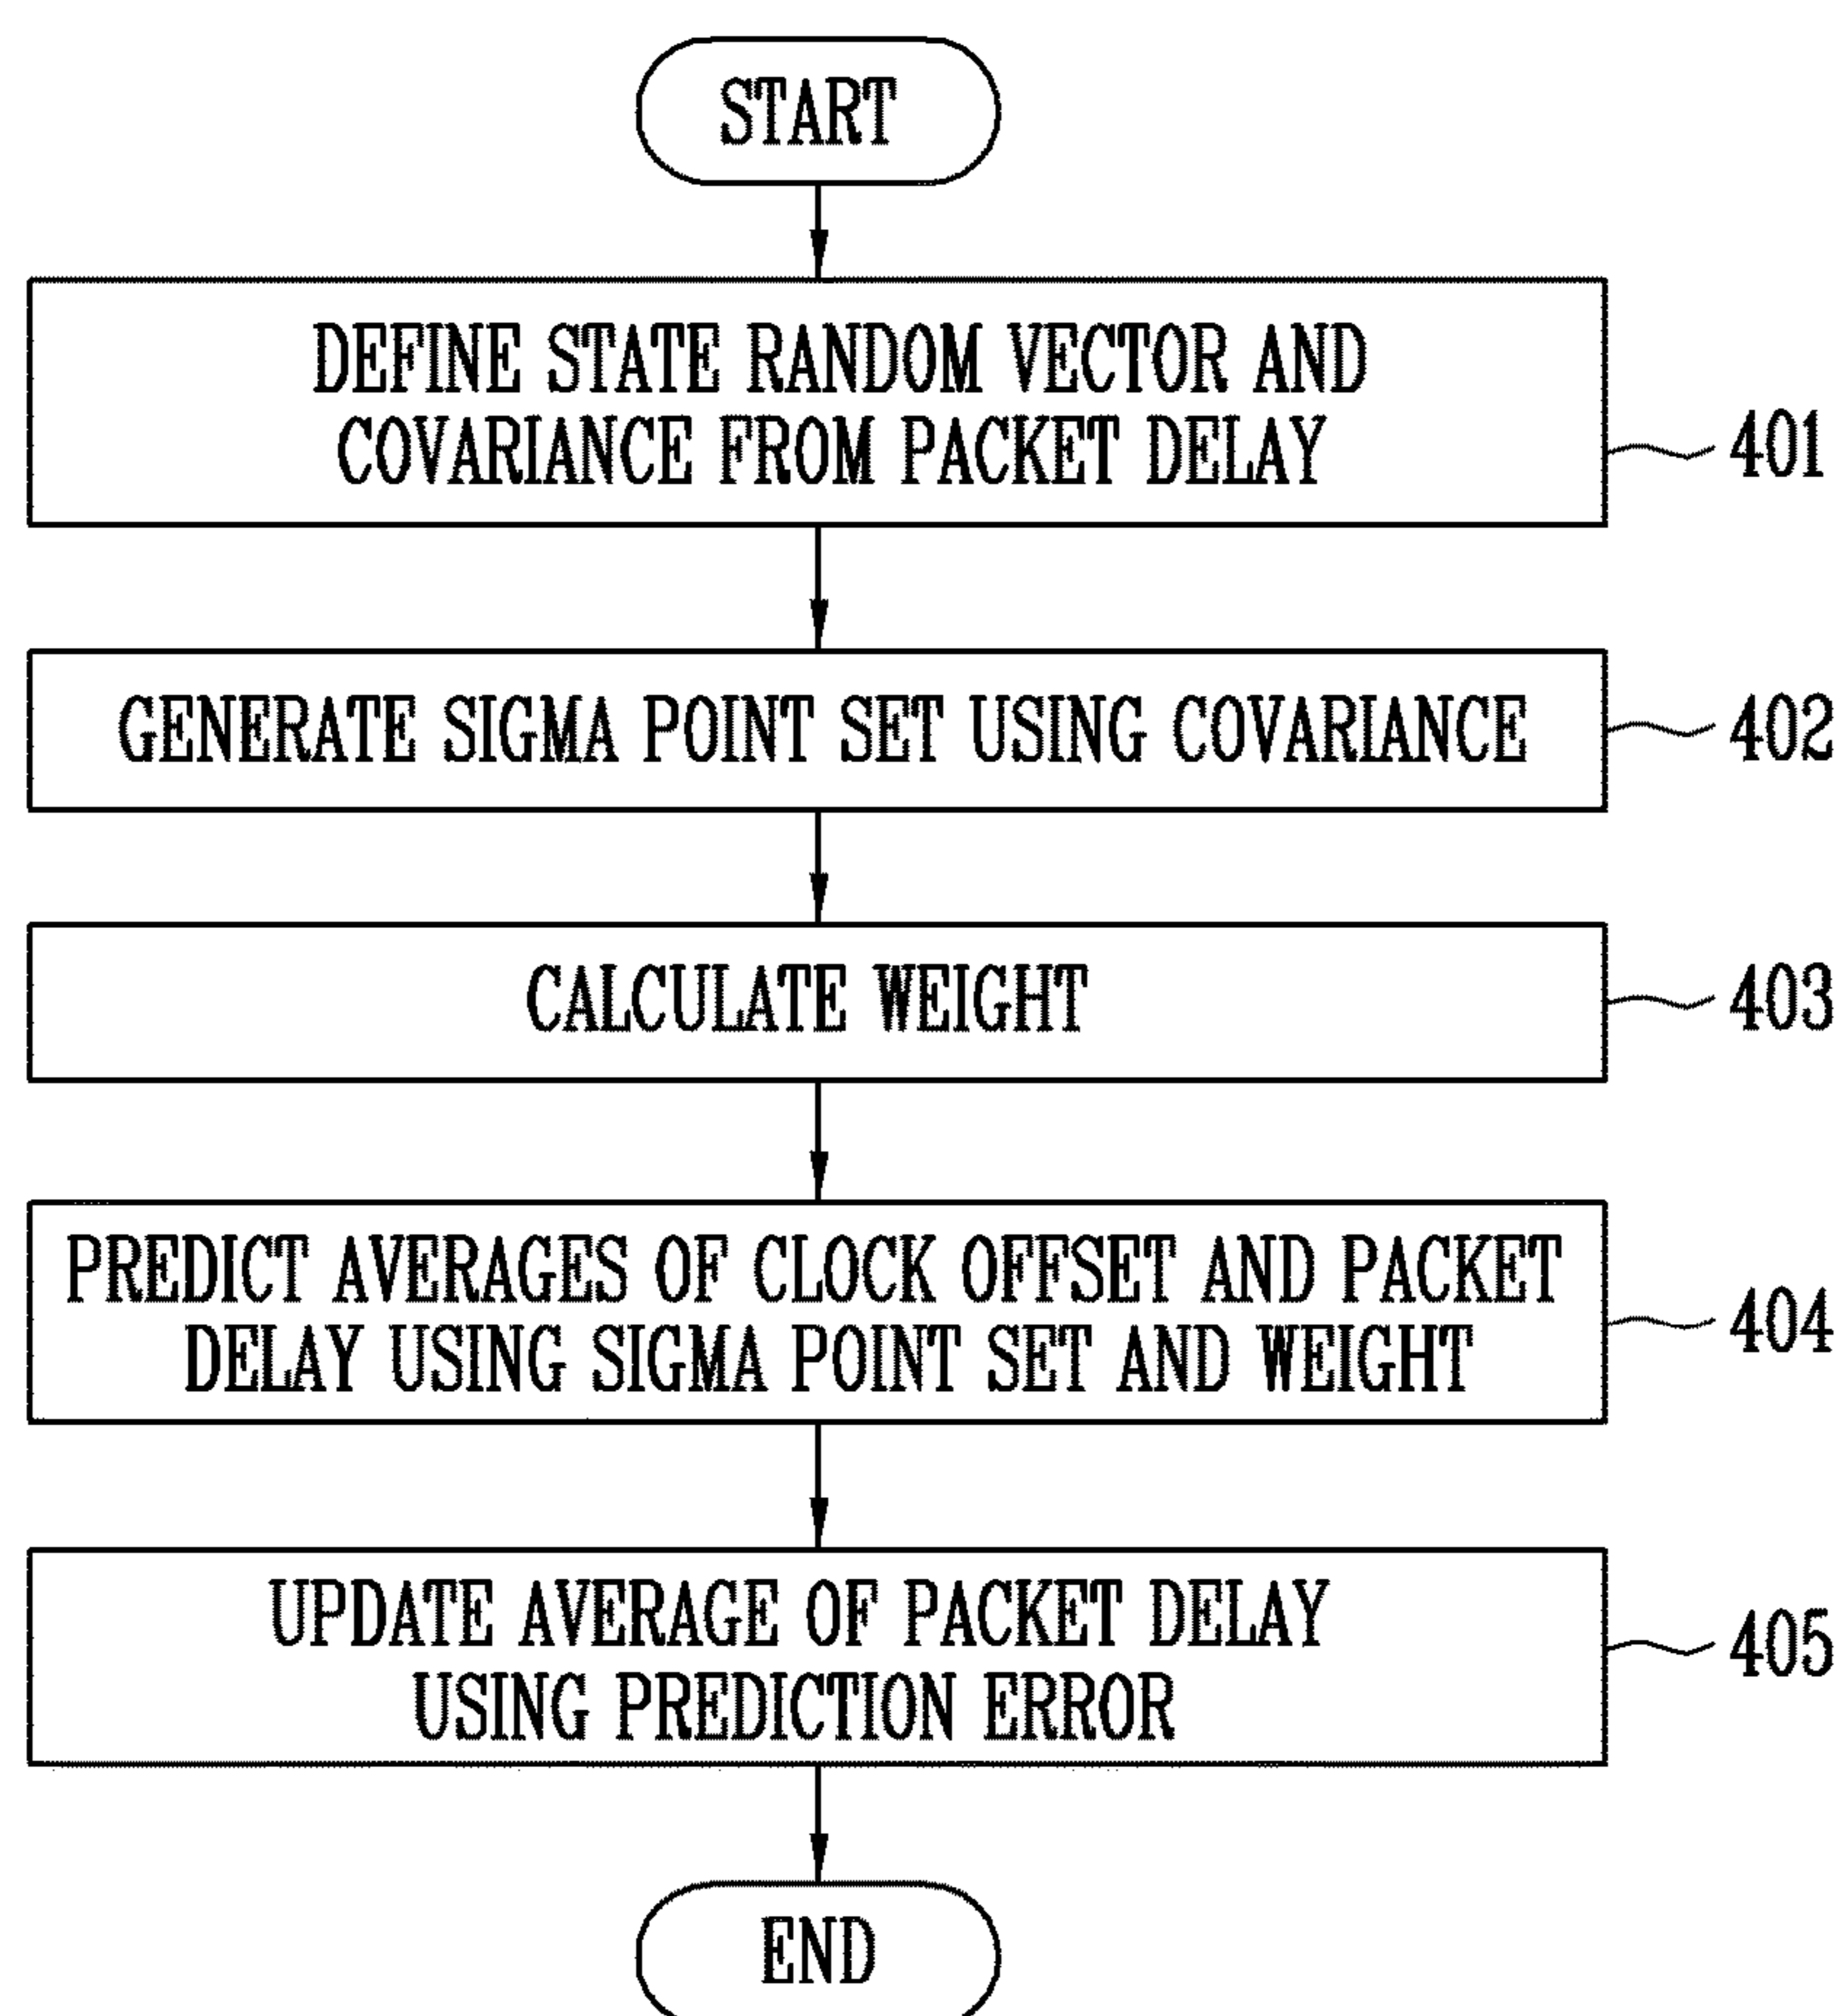 START
DEFINE STATE RANDOM VECTOR AND
COVARIANCE FROM PACKET DELAY
401
GENERATE SIGMA POINT SET USING COVARIANCE
402
CALCULATE WEIGHT
403
PREDICT AVERAGES OF CLOCK OFFSET AND PACKET
DELAY USING SIGMA POINT SET AND WEIGHT
404
UPDATE AVERAGE OF PACKET DELAY
USING PREDICTION ERROR
405
END